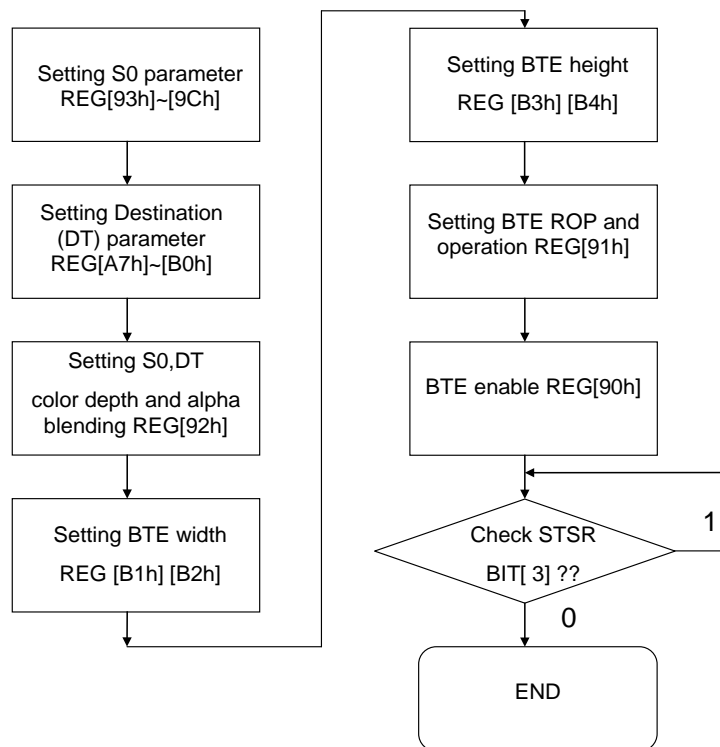 Setting S0 parameter
REG[93h]~[9Ch]
Setting Destination
(DT) parameter
REG[A7h]~[B0h]
Setting S0,DT
color depth and alpha
blending REG[92h]
Setting BTE width
REG [B1h] [B2h]
Setting BTE height
REG [B3h] [B4h]
Setting BTE ROP and
operation REG[91h]
BTE enable REG[90h]
Check STSR
BIT[ 3] ??
1
0
END